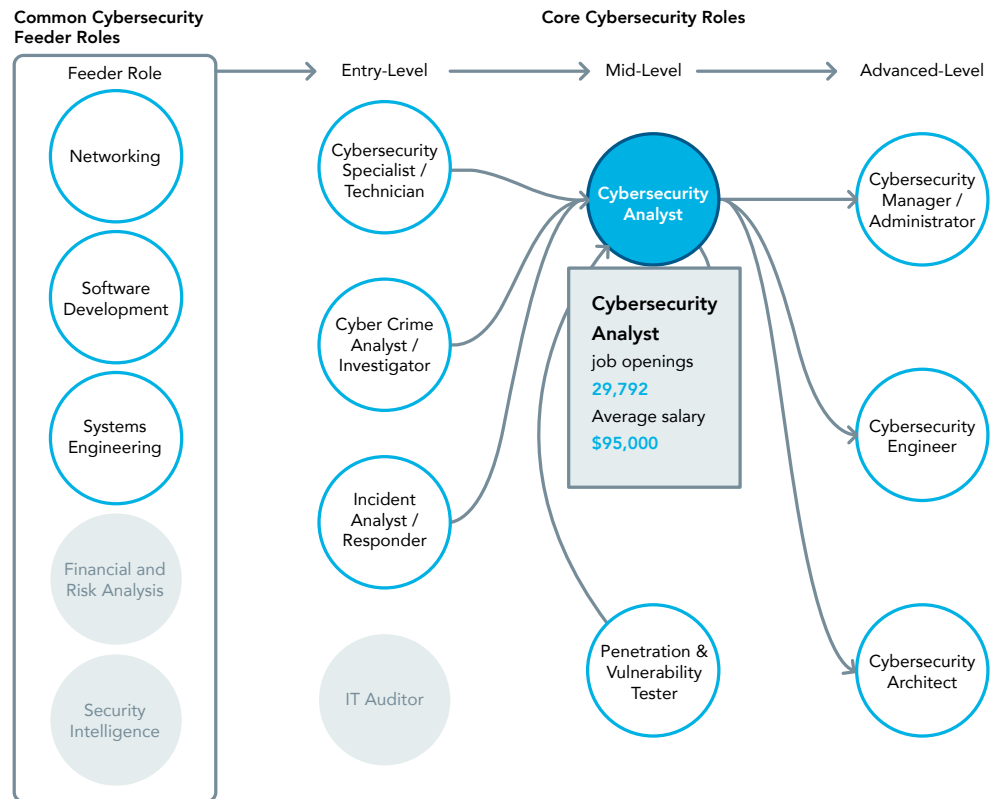 Common Cybersecurity
Feeder Roles
Core Cybersecurity Roles
Feeder Role
Entry-Level
Mid-Level
Advanced-Level
Networking
Software
Development
Systems
Engineering
Financial and
Risk Analysis
Security
Intelligence
Cybersecurity
Specialist /
Technician
Cyber Crime
Analyst /
Investigator
Incident
Analyst /
Responder
IT Auditor
Cybersecurity
Analyst
Cybersecurity
Analyst
job openings
29,792
Average salary
$95,000
Penetration &
Vulnerability
Tester
Cybersecurity
Manager /
Administrator
Cybersecurity
Engineer
Cybersecurity
Architect